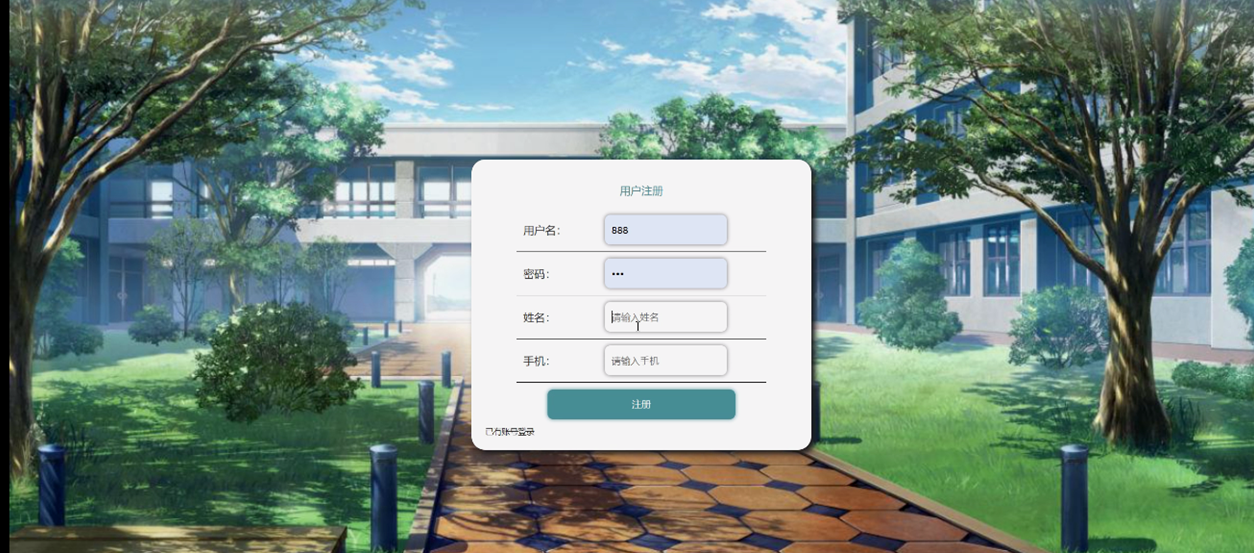 用户注册
用户名： 888
密码： •••
姓名： 请输入姓名
手机： 请输入手机
注册
已有账号登录